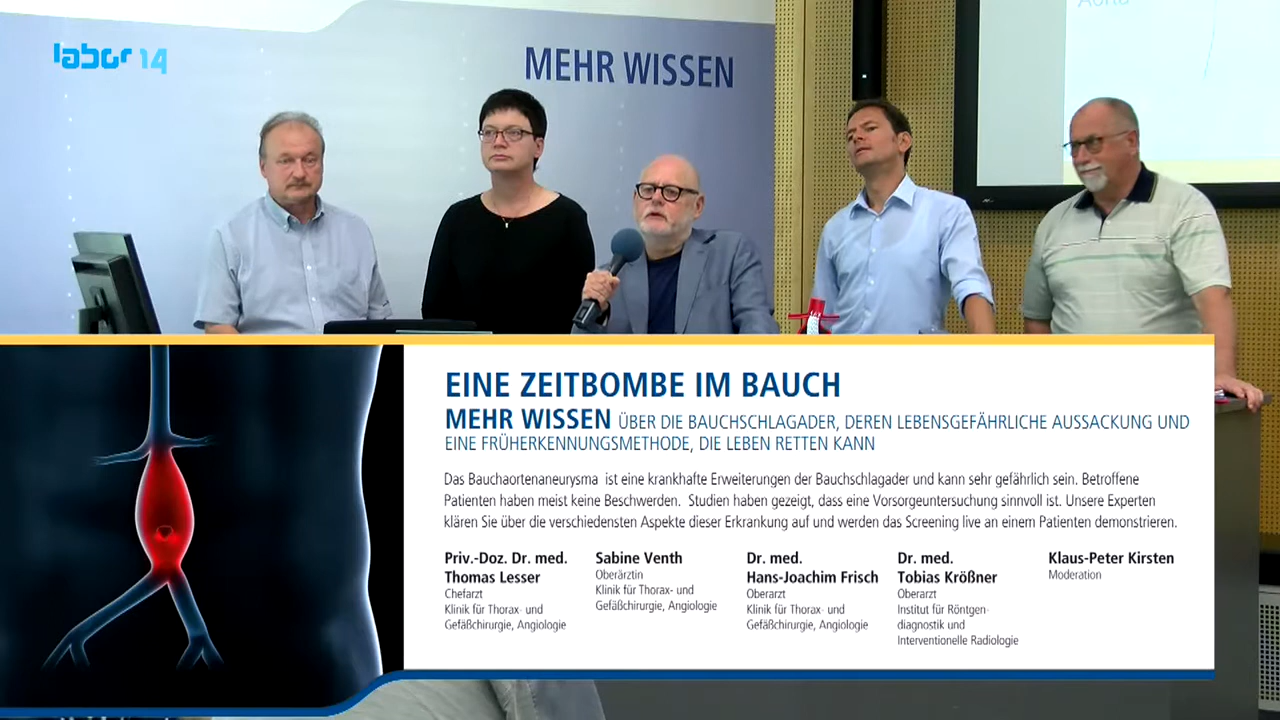 labor 14
MEHR WISSEN
Aorta
EINE ZEITBOMBE IM BAUCH
MEHR WISSEN ÜBER DIE BAUCHSCHLAGADER, DEREN LEBENSGEFÄHRLICHE AUSSACKUNG UND
EINE FRÜHERKENNUNGSMETHODE, DIE LEBEN RETTEN KANN
Das Bauchaortenaneurysma ist eine krankhafte Erweiterungen der Bauchschlagader und kann sehr gefährlich sein. Betroffene
Patienten haben meist keine Beschwerden. Studien haben gezeigt, dass eine Vorsorgeuntersuchung sinnvoll ist. Unsere Experten
klären Sie über die verschiedensten Aspekte dieser Erkrankung auf und werden das Screening live an einem Patienten demonstrieren.
Priv.-Doz. Dr. med.
Thomas Lesser
Chefarzt
Klinik für Thorax- und
Gefäßchirurgie, Angiologie
Sabine Venth
Oberärztin
Klinik für Thorax- und
Gefäßchirurgie, Angiologie
Dr. med.
Hans-Joachim Frisch
Oberarzt
Klinik für Thorax- und
Gefäßchirurgie, Angiologie
Dr. med.
Tobias Krößner
Oberarzt
Institut für Röntgen-
diagnostik und
Interventionelle Radiologie
Klaus-Peter Kirsten
Moderation